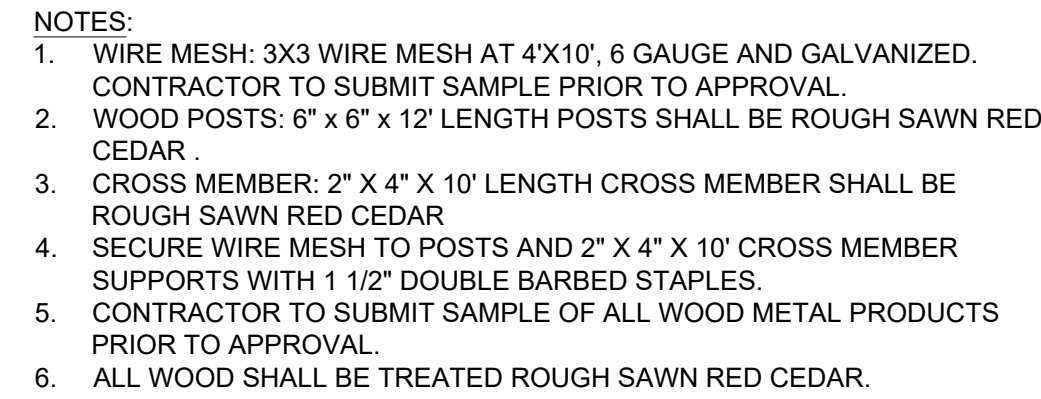 NOTES:
1. WIRE MESH: 3X3 WIRE MESH AT 4'X10', 6 GAUGE AND GALVANIZED.
CONTRACTOR TO SUBMIT SAMPLE PRIOR TO APPROVAL.
2. WOOD POSTS: 6" x 6" x 12' LENGTH POSTS SHALL BE ROUGH SAWN RED
CEDAR .
3. CROSS MEMBER: 2" X 4" X 10' LENGTH CROSS MEMBER SHALL BE
ROUGH SAWN RED CEDAR
4. SECURE WIRE MESH TO POSTS AND 2" X 4" X 10' CROSS MEMBER
SUPPORTS WITH 1 1/2" DOUBLE BARBED STAPLES.
5. CONTRACTOR TO SUBMIT SAMPLE OF ALL WOOD METAL PRODUCTS
PRIOR TO APPROVAL.
6. ALL WOOD SHALL BE TREATED ROUGH SAWN RED CEDAR.